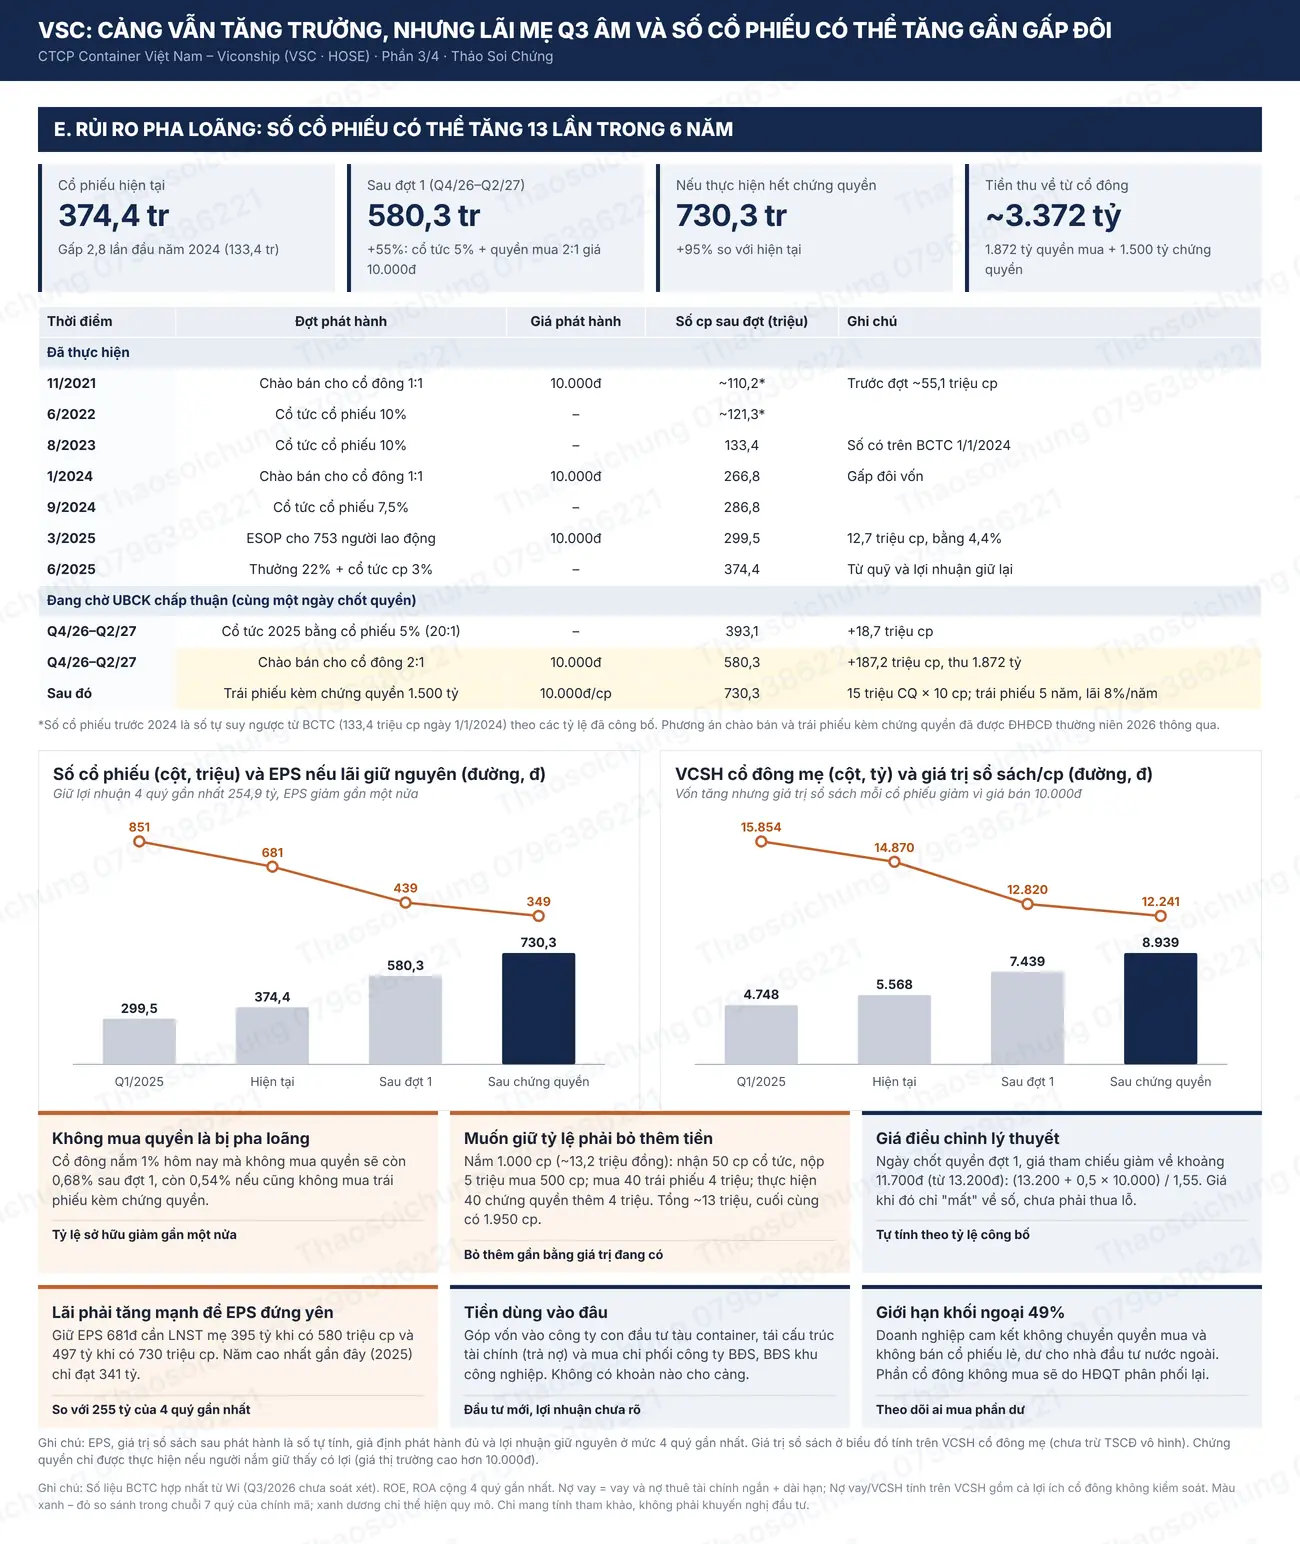 VSC: CẢNG VẪN TĂNG TRƯỞNG, NHƯNG LÃI MẸ Q3 ÂM VÀ SỐ CỔ PHIẾU CÓ THỂ TĂNG GẦN GẤP ĐÔI
CTCP Container Việt Nam – Viconship (VSC · HOSE) · Phần 3/4 · Thảo Soi Chứng
E. RỦI RO PHA LOÃNG: SỐ CỔ PHIẾU CÓ THỂ TĂNG 13 LẦN TRONG 6 NĂM
Cổ phiếu hiện tại
374,4 tr
Gấp 2,8 lần đầu năm 2024 (133,4 tr)
Sau đợt 1 (Q4/26–Q2/27)
580,3 tr
+55%: cổ tức 5% + quyền mua 2:1 giá
10.000đ
Nếu thực hiện hết chứng quyền
730,3 tr
+95% so với hiện tại
Tiền thu về từ cổ đông
~3.372 tỷ
1.872 tỷ quyền mua + 1.500 tỷ chứng
quyền
Thời điểm Đợt phát hành Giá phát hành Số cp sau đợt (triệu) Ghi chú
Đã thực hiện
11/2021 Chào bán cho cổ đông 1:1 10.000đ ~110,2* Trước đợt ~55,1 triệu cp
6/2022 Cổ tức cổ phiếu 10% – ~121,3*
8/2023 Cổ tức cổ phiếu 10% – 133,4 Số có trên BCTC 1/1/2024
1/2024 Chào bán cho cổ đông 1:1 10.000đ 266,8 Gấp đôi vốn
9/2024 Cổ tức cổ phiếu 7,5% – 286,8
3/2025 ESOP cho 753 người lao động 10.000đ 299,5 12,7 triệu cp, bằng 4,4%
6/2025 Thưởng 22% + cổ tức cp 3% – 374,4 Từ quỹ và lợi nhuận giữ lại
Đang chờ UBCK chấp thuận (cùng một ngày chốt quyền)
Q4/26–Q2/27 Cổ tức 2025 bằng cổ phiếu 5% (20:1) – 393,1 +18,7 triệu cp
Q4/26–Q2/27 Chào bán cho cổ đông 2:1 10.000đ 580,3 +187,2 triệu cp, thu 1.872 tỷ
Sau đó Trái phiếu kèm chứng quyền 1.500 tỷ 10.000đ/cp 730,3 15 triệu CQ × 10 cp; trái phiếu 5 năm, lãi 8%/năm
*Số cổ phiếu trước 2024 là số tự suy ngược từ BCTC (133,4 triệu cp ngày 1/1/2024) theo các tỷ lệ đã công bố. Phương án chào bán và trái phiếu kèm chứng quyền đã được ĐHĐCĐ thường niên 2026 thông qua.
Số cổ phiếu (cột, triệu) và EPS nếu lãi giữ nguyên (đường, đ)
Giữ lợi nhuận 4 quý gần nhất 254,9 tỷ, EPS giảm gần một nửa
851
681
439
349
299,5
374,4
580,3
730,3
Q1/2025 Hiện tại Sau đợt 1 Sau chứng quyền
VCSH cổ đông mẹ (cột, tỷ) và giá trị sổ sách/cp (đường, đ)
Vốn tăng nhưng giá trị sổ sách mỗi cổ phiếu giảm vì giá bán 10.000đ
15.854
14.870
12.820
12.241
4.748
5.568
7.439
8.939
Q1/2025 Hiện tại Sau đợt 1 Sau chứng quyền
Không mua quyền là bị pha loãng
Cổ đông nắm 1% hôm nay mà không mua quyền sẽ còn
0,68% sau đợt 1, còn 0,54% nếu cũng không mua trái
phiếu kèm chứng quyền.
Tỷ lệ sở hữu giảm gần một nửa
Muốn giữ tỷ lệ phải bỏ thêm tiền
Nắm 1.000 cp (~13,2 triệu đồng): nhận 50 cp cổ tức, nộp
5 triệu mua 500 cp; mua 40 trái phiếu 4 triệu; thực hiện
40 chứng quyền thêm 4 triệu. Tổng ~13 triệu, cuối cùng
có 1.950 cp.
Bỏ thêm gần bằng giá trị đang có
Giá điều chỉnh lý thuyết
Ngày chốt quyền đợt 1, giá tham chiếu giảm về khoảng
11.700đ (từ 13.200đ): (13.200 + 0,5 × 10.000) / 1,55. Giá
khi đó chỉ "mất" về số, chưa phải thua lỗ.
Tự tính theo tỷ lệ công bố
Lãi phải tăng mạnh để EPS đứng yên
Giữ EPS 681đ cần LNST mẹ 395 tỷ khi có 580 triệu cp và
497 tỷ khi có 730 triệu cp. Năm cao nhất gần đây (2025)
chỉ đạt 341 tỷ.
So với 255 tỷ của 4 quý gần nhất
Tiền dùng vào đâu
Góp vốn vào công ty con đầu tư tàu container, tái cấu trúc
tài chính (trả nợ) và mua chi phối công ty BĐS, BĐS khu
công nghiệp. Không có khoản nào cho cảng.
Đầu tư mới, lợi nhuận chưa rõ
Giới hạn khối ngoại 49%
Doanh nghiệp cam kết không chuyển quyền mua và
không bán cổ phiếu lẻ, dư cho nhà đầu tư nước ngoài.
Phần cổ đông không mua sẽ do HĐQT phân phối lại.
Theo dõi ai mua phần dư
Ghi chú: EPS, giá trị sổ sách sau phát hành là số tự tính, giả định phát hành đủ và lợi nhuận giữ nguyên ở mức 4 quý gần nhất. Giá trị sổ sách ở biểu đồ tính trên VCSH cổ đông mẹ (chưa trừ TSCĐ vô hình). Chứng
quyền chỉ được thực hiện nếu người nắm giữ thấy có lợi (giá thị trường cao hơn 10.000đ).
Ghi chú: Số liệu BCTC hợp nhất từ Wi (Q3/2026 chưa soát xét). ROE, ROA cộng 4 quý gần nhất. Nợ vay = vay và nợ thuê tài chính ngắn + dài hạn; Nợ vay/VCSH tính trên VCSH gồm cả lợi ích cổ đông không kiểm soát. Màu
xanh – đỏ so sánh trong chuỗi 7 quý của chính mã; xanh dương chỉ thể hiện quy mô. Chỉ mang tính tham khảo, không phải khuyến nghị đầu tư.
Thaosoichung 0796386221